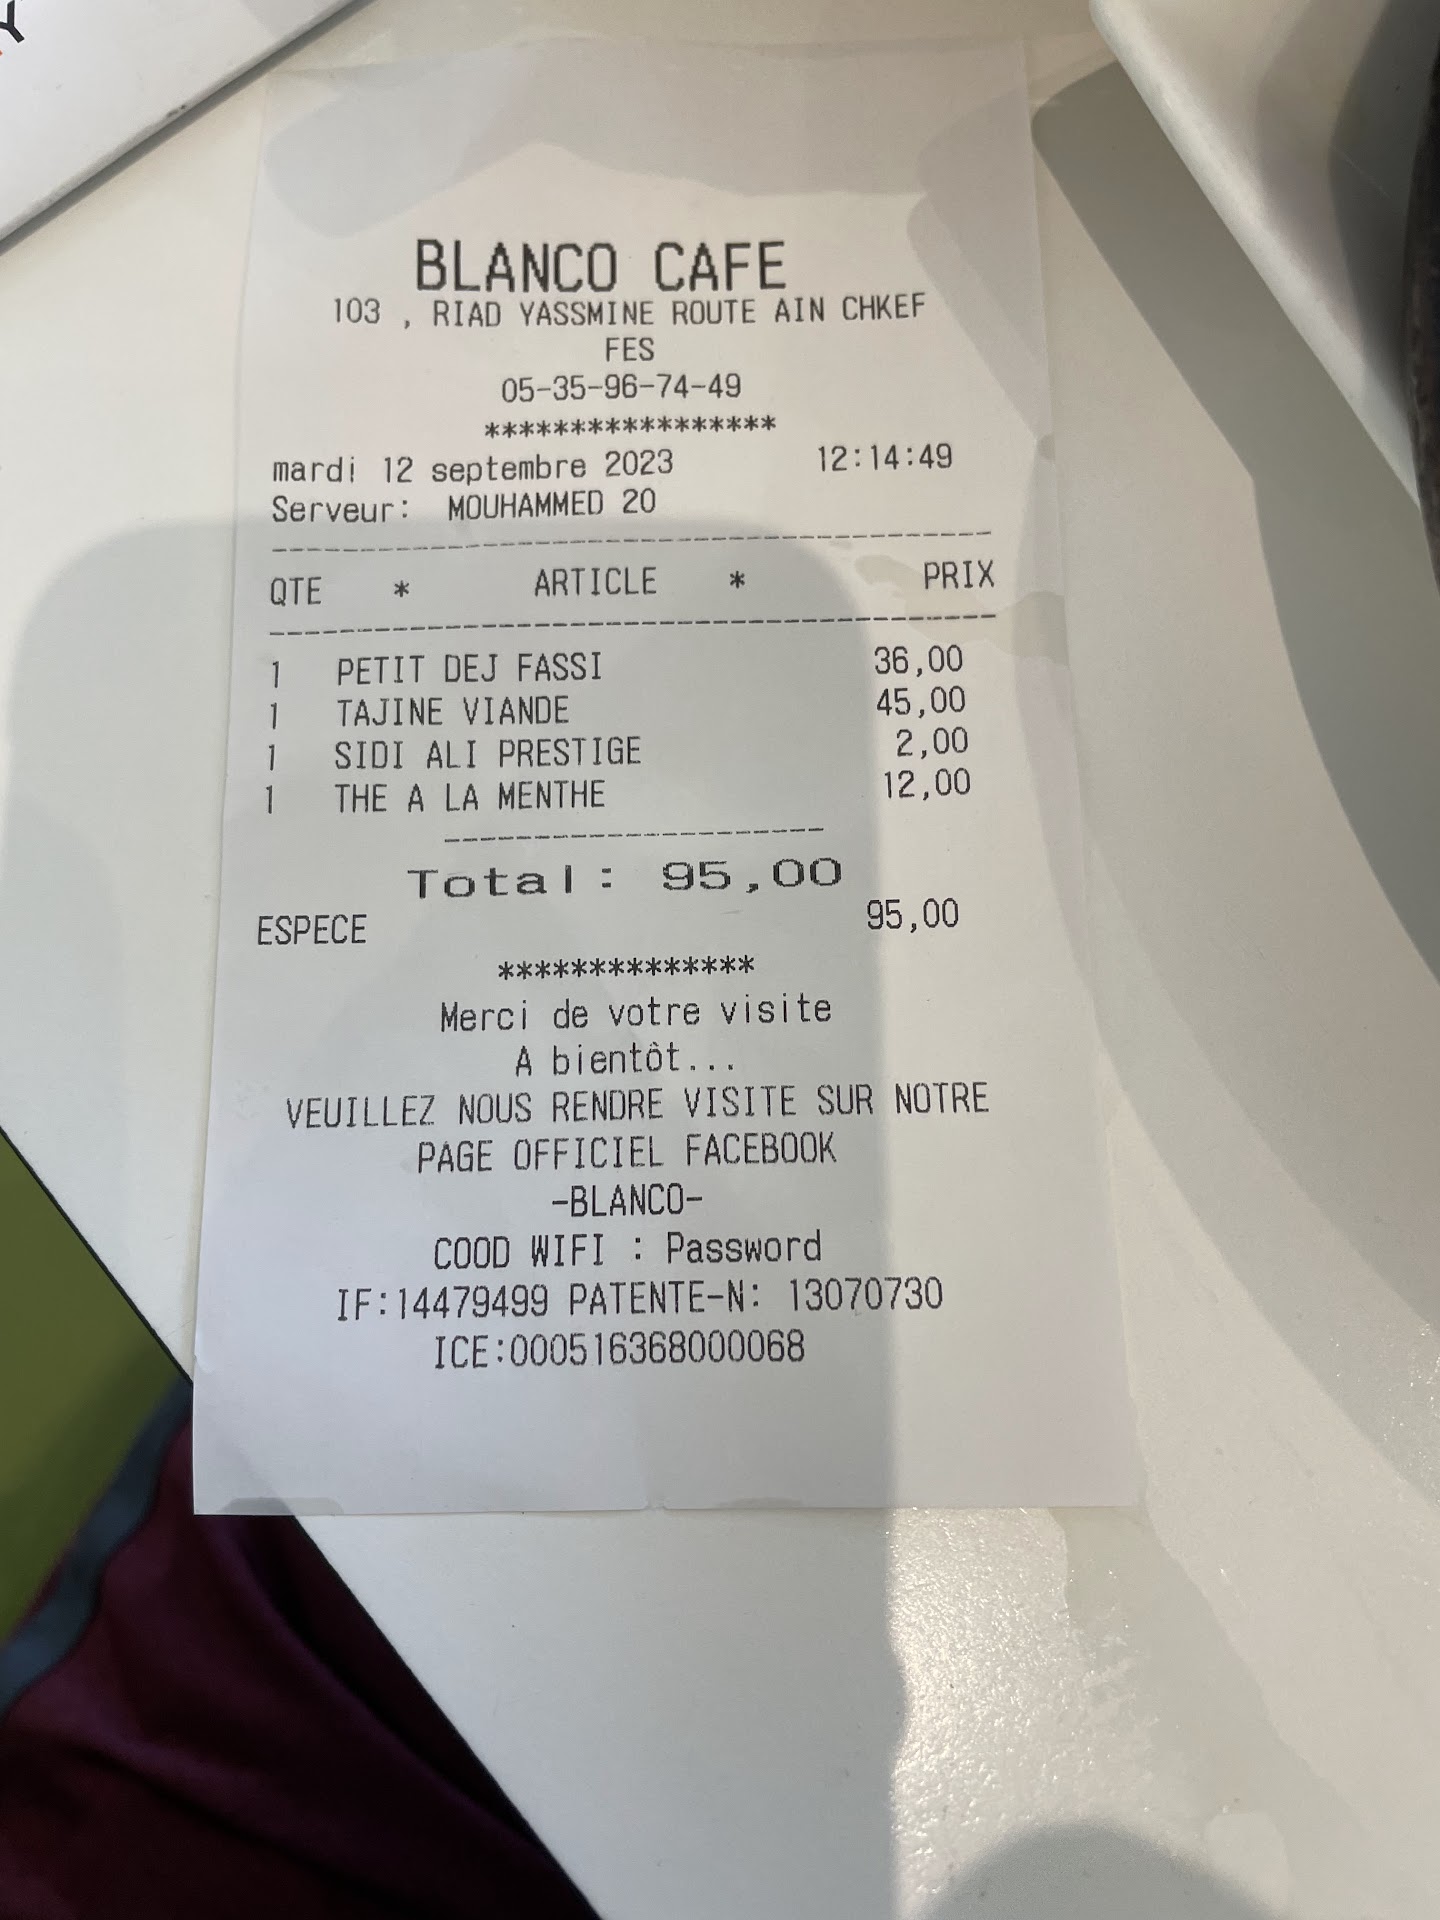 BLANCO CAFE
103 , RIAD YASSMINE ROUTE AIN CHKEF
FES
05-35-96-74-49
*****************
mardi 12 septembre 2023 12:14:49
Serveur: MOUHAMMED 20
QTE * ARTICLE * PRIX
1 PETIT DEJ FASSI 36,00
1 TAJINE VIANDE 45,00
1 SIDI ALI PRESTIGE 2,00
1 THE A LA MENTHE 12,00
Total: 95,00
ESPECE 95,00
**************
Merci de votre visite
A bientôt...
VEUILLEZ NOUS RENDRE VISITE SUR NOTRE
PAGE OFFICIEL FACEBOOK
-BLANCO-
COOD WIFI : Password
IF:14479499 PATENTE-N: 13070730
ICE:000516368000068